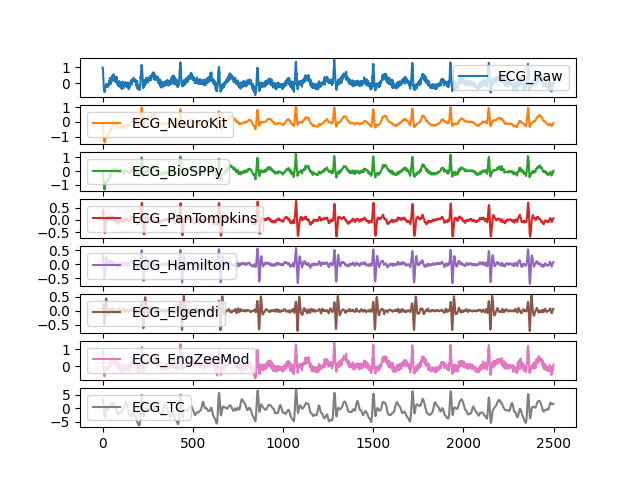 1
0
ECG_Raw
1
0
−1
ECG_NeuroKit
1
0
−1
ECG_BioSPPy
0.5
0.0
−0.5
ECG_PanTompkins
0.5
0.0
−0.5
ECG_Hamilton
0.5
0.0
−0.5
ECG_Elgendi
1
0
ECG_EngZeeMod
5
0
−5
ECG_TC
0 500 1000 1500 2000 2500